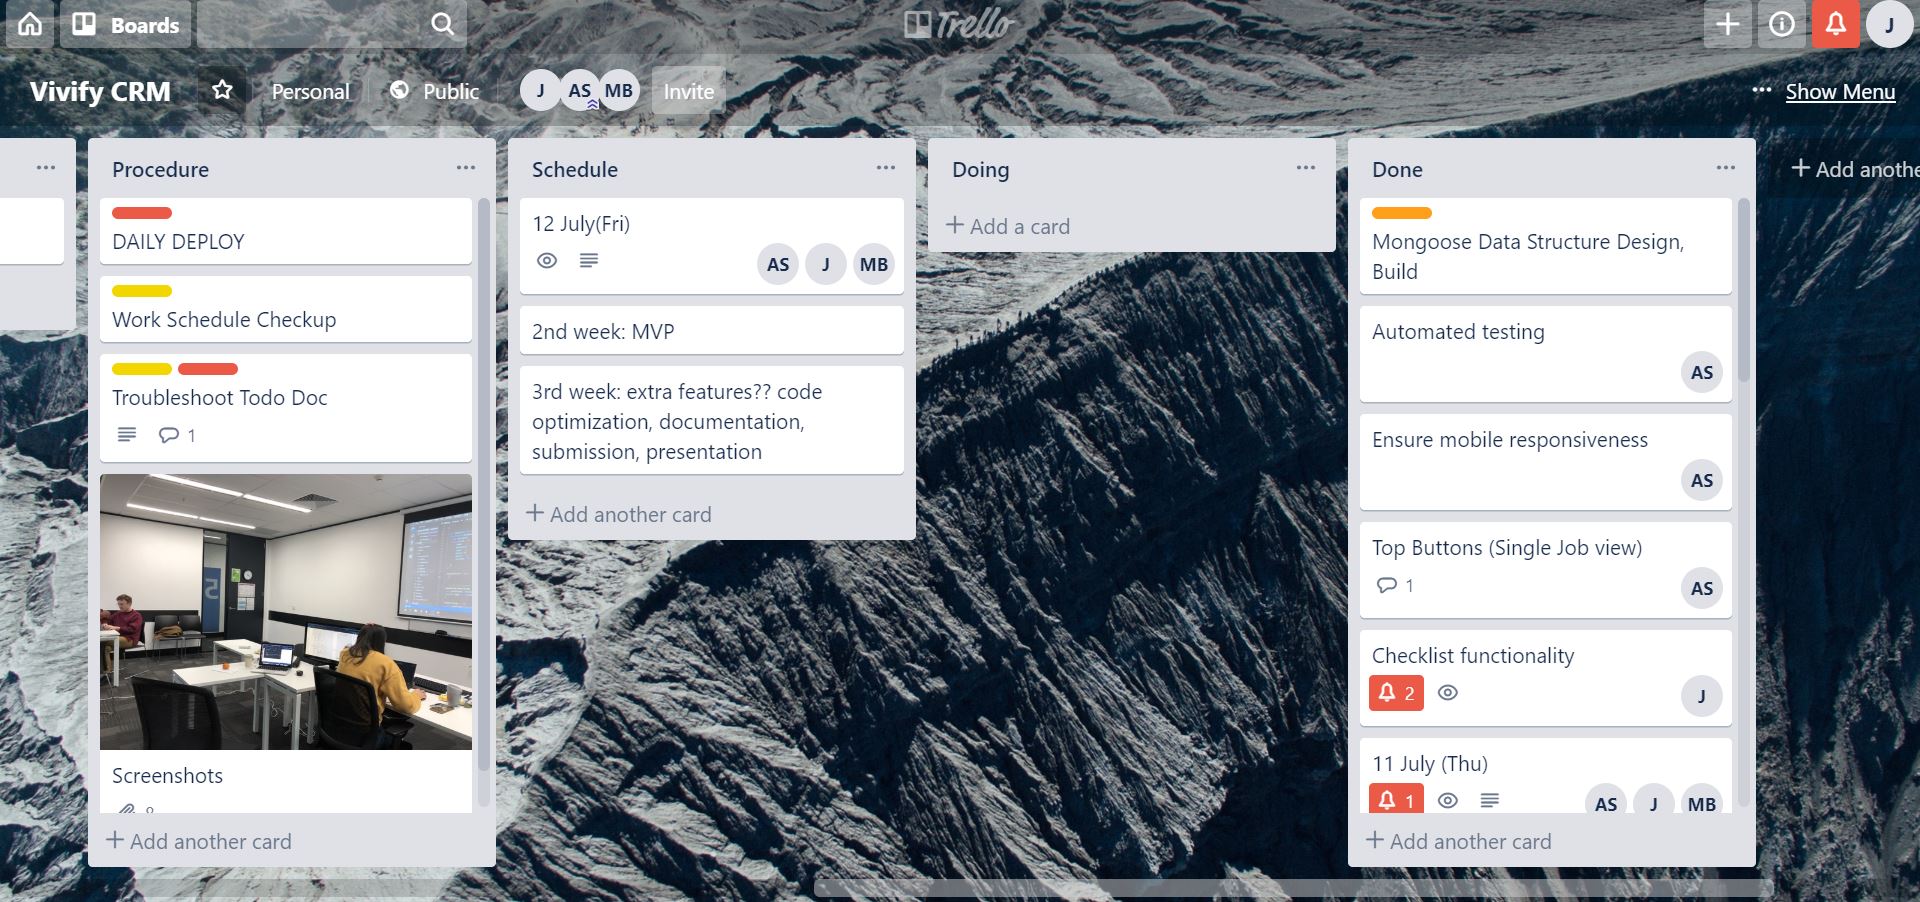 Boards
Trello
J
Vivify CRM
Personal
Public
J
AS
MB
Invite
... Show Menu
Procedure
DAILY DEPLOY
Work Schedule Checkup
Troubleshoot Todo Doc
1
5
Screenshots
+ Add another card
Schedule
12 July(Fri)
AS
J
MB
2nd week: MVP
3rd week: extra features?? code
optimization, documentation,
submission, presentation
+ Add another card
Doing
+ Add a card
Done
Mongoose Data Structure Design,
Build
Automated testing
AS
Ensure mobile responsiveness
AS
Top Buttons (Single Job view)
1
AS
Checklist functionality
2
J
11 July (Thu)
1
AS
J
MB
+ Add another card
+ Add anothe